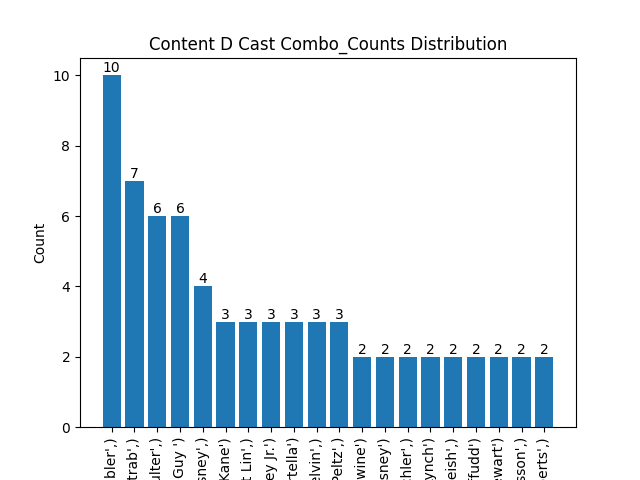 Content D Cast Combo_Counts Distribution
10
8
6
4
2
0
Count
10
7
6
6
4
3
3
3
3
3
3
2
2
2
2
2
2
2
2
2
bler',)
trab',)
ulter',)
Guy ')
sney',)
Kane')
t Lin',)
ey Jr.')
rtella')
elvin',)
Peltz',)
wine')
sney')
hler',)
ynch')
eish',)
ffudd')
ewart')
sson',)
erts',)